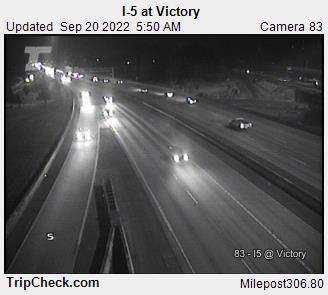 I-5 at Victory
Updated Sep 20 2022 5:50 AM Camera 83
T
S
83 - I5 @ Victory
TripCheck.com Milepost306.80